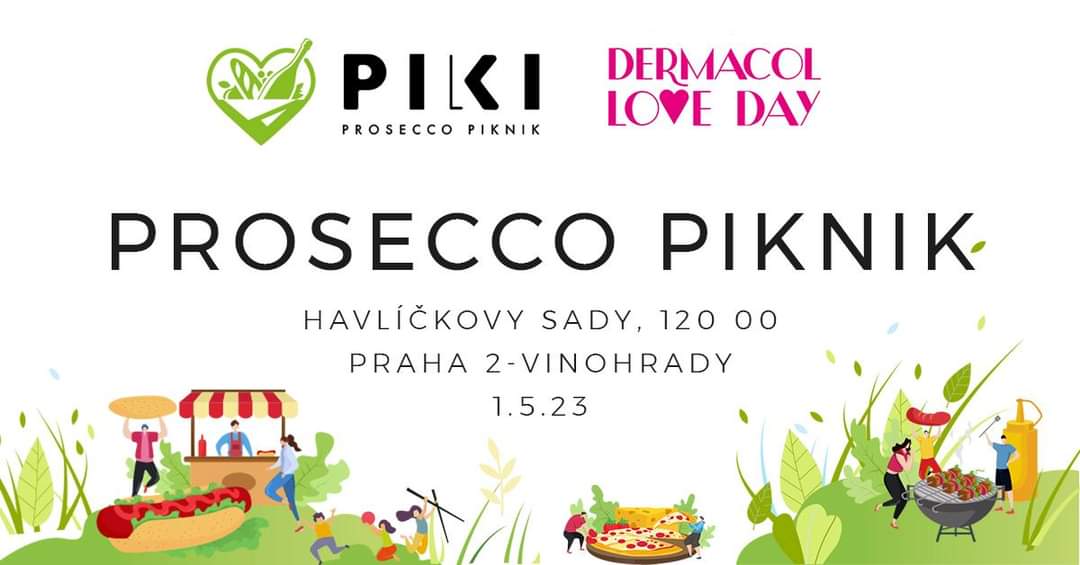 PIKI
PROSECCO PIKNIK
DERMACOL
LOVE DAY
PROSECCO PIKNIK
HAVLÍČKOVY SADY, 120 00
PRAHA 2-VINOHRADY
1.5.23